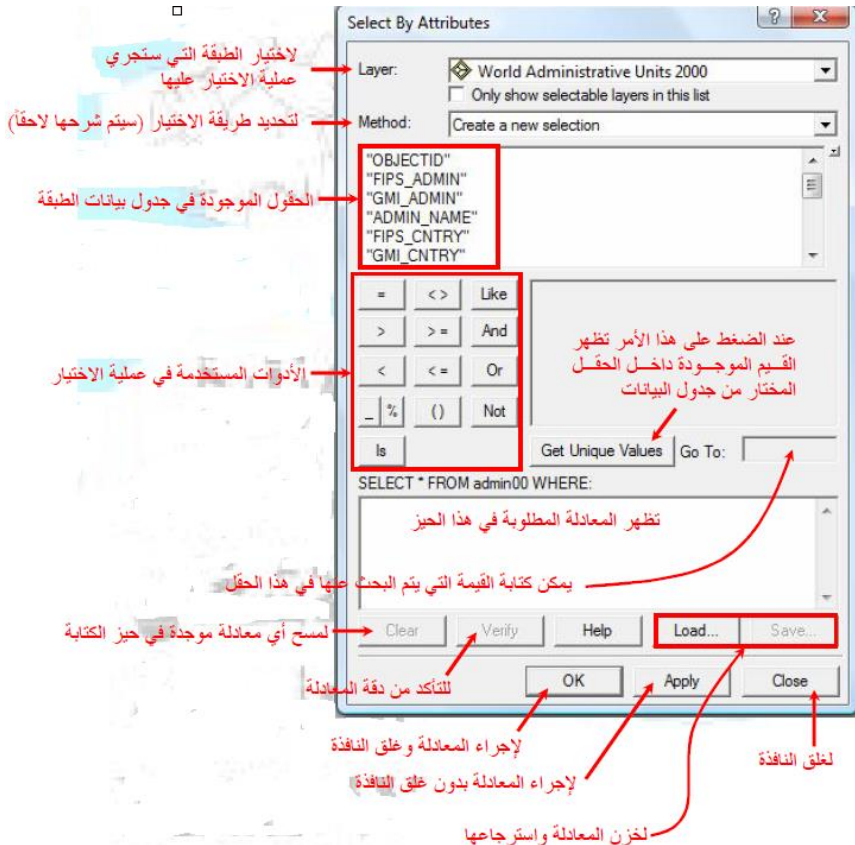 Select By Attributes
لاختيار الطبقة التي ستجري
عملية الاختيار عليها
Layer:
World Administrative Units 2000
Only show selectable layers in this list
لتحديد طريقة الاختيار (سيتم شرحها لاحقاً)
Method:
Create a new selection
"OBJECTID"
"FIPS_ADMIN"
"GMI_ADMIN"
"ADMIN_NAME"
"FIPS_CNTRY"
"GMI_CNTRY"
الحقول الموجودة في جدول بيانات الطبقة
= <> Like
> >= And
< <= Or
_ % () Not
Is
الأدوات المستخدمة في عملية الاختيار
عند الضغط على هذا الأمر تظهر
القيم الموجودة داخل الحقل
المختار من جدول البيانات
Get Unique Values Go To:
SELECT * FROM admin00 WHERE:
تظهر المعادلة المطلوبة في هذا الحيز
يمكن كتابة القيمة التي يتم البحث عنها في هذا الحقل
لمسح أي معادلة موجدة في حيز الكتابة
Clear Verify Help Load... Save...
للتأكد من دقة المعادلة
OK Apply Close
لإجراء المعادلة وغلق النافذة
لغلق النافذة
لإجراء المعادلة بدون غلق النافذة
لخزن المعادلة واسترجاعها